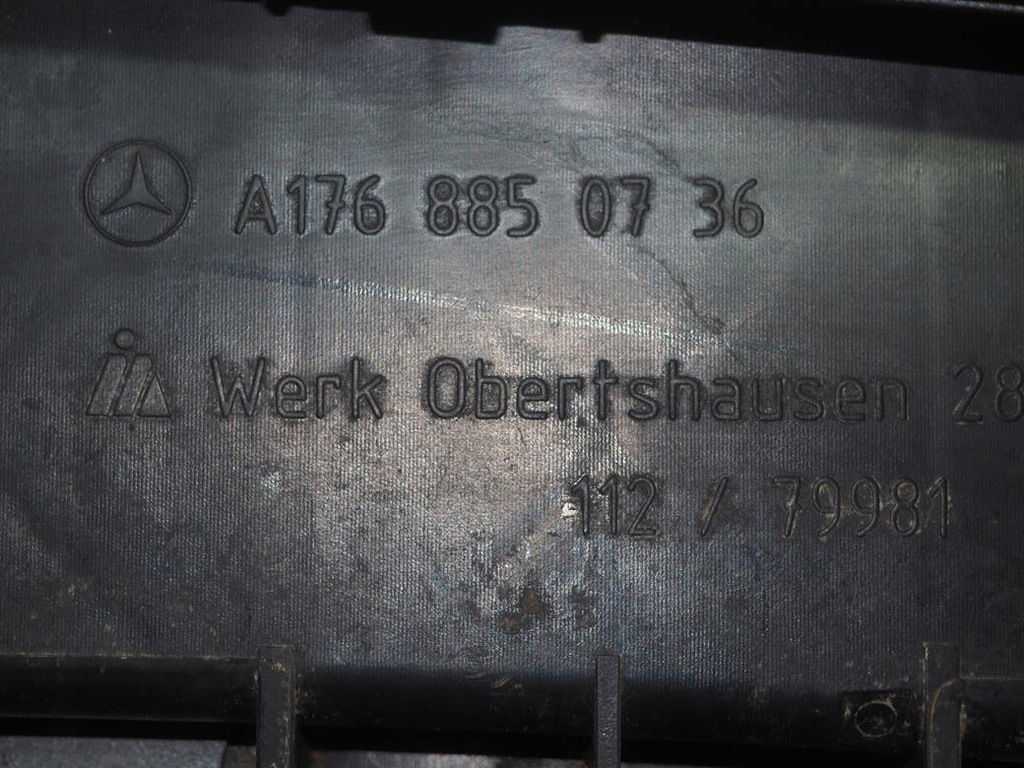 A176 885 07 36
Werk Obertshausen 28
112 / 79981